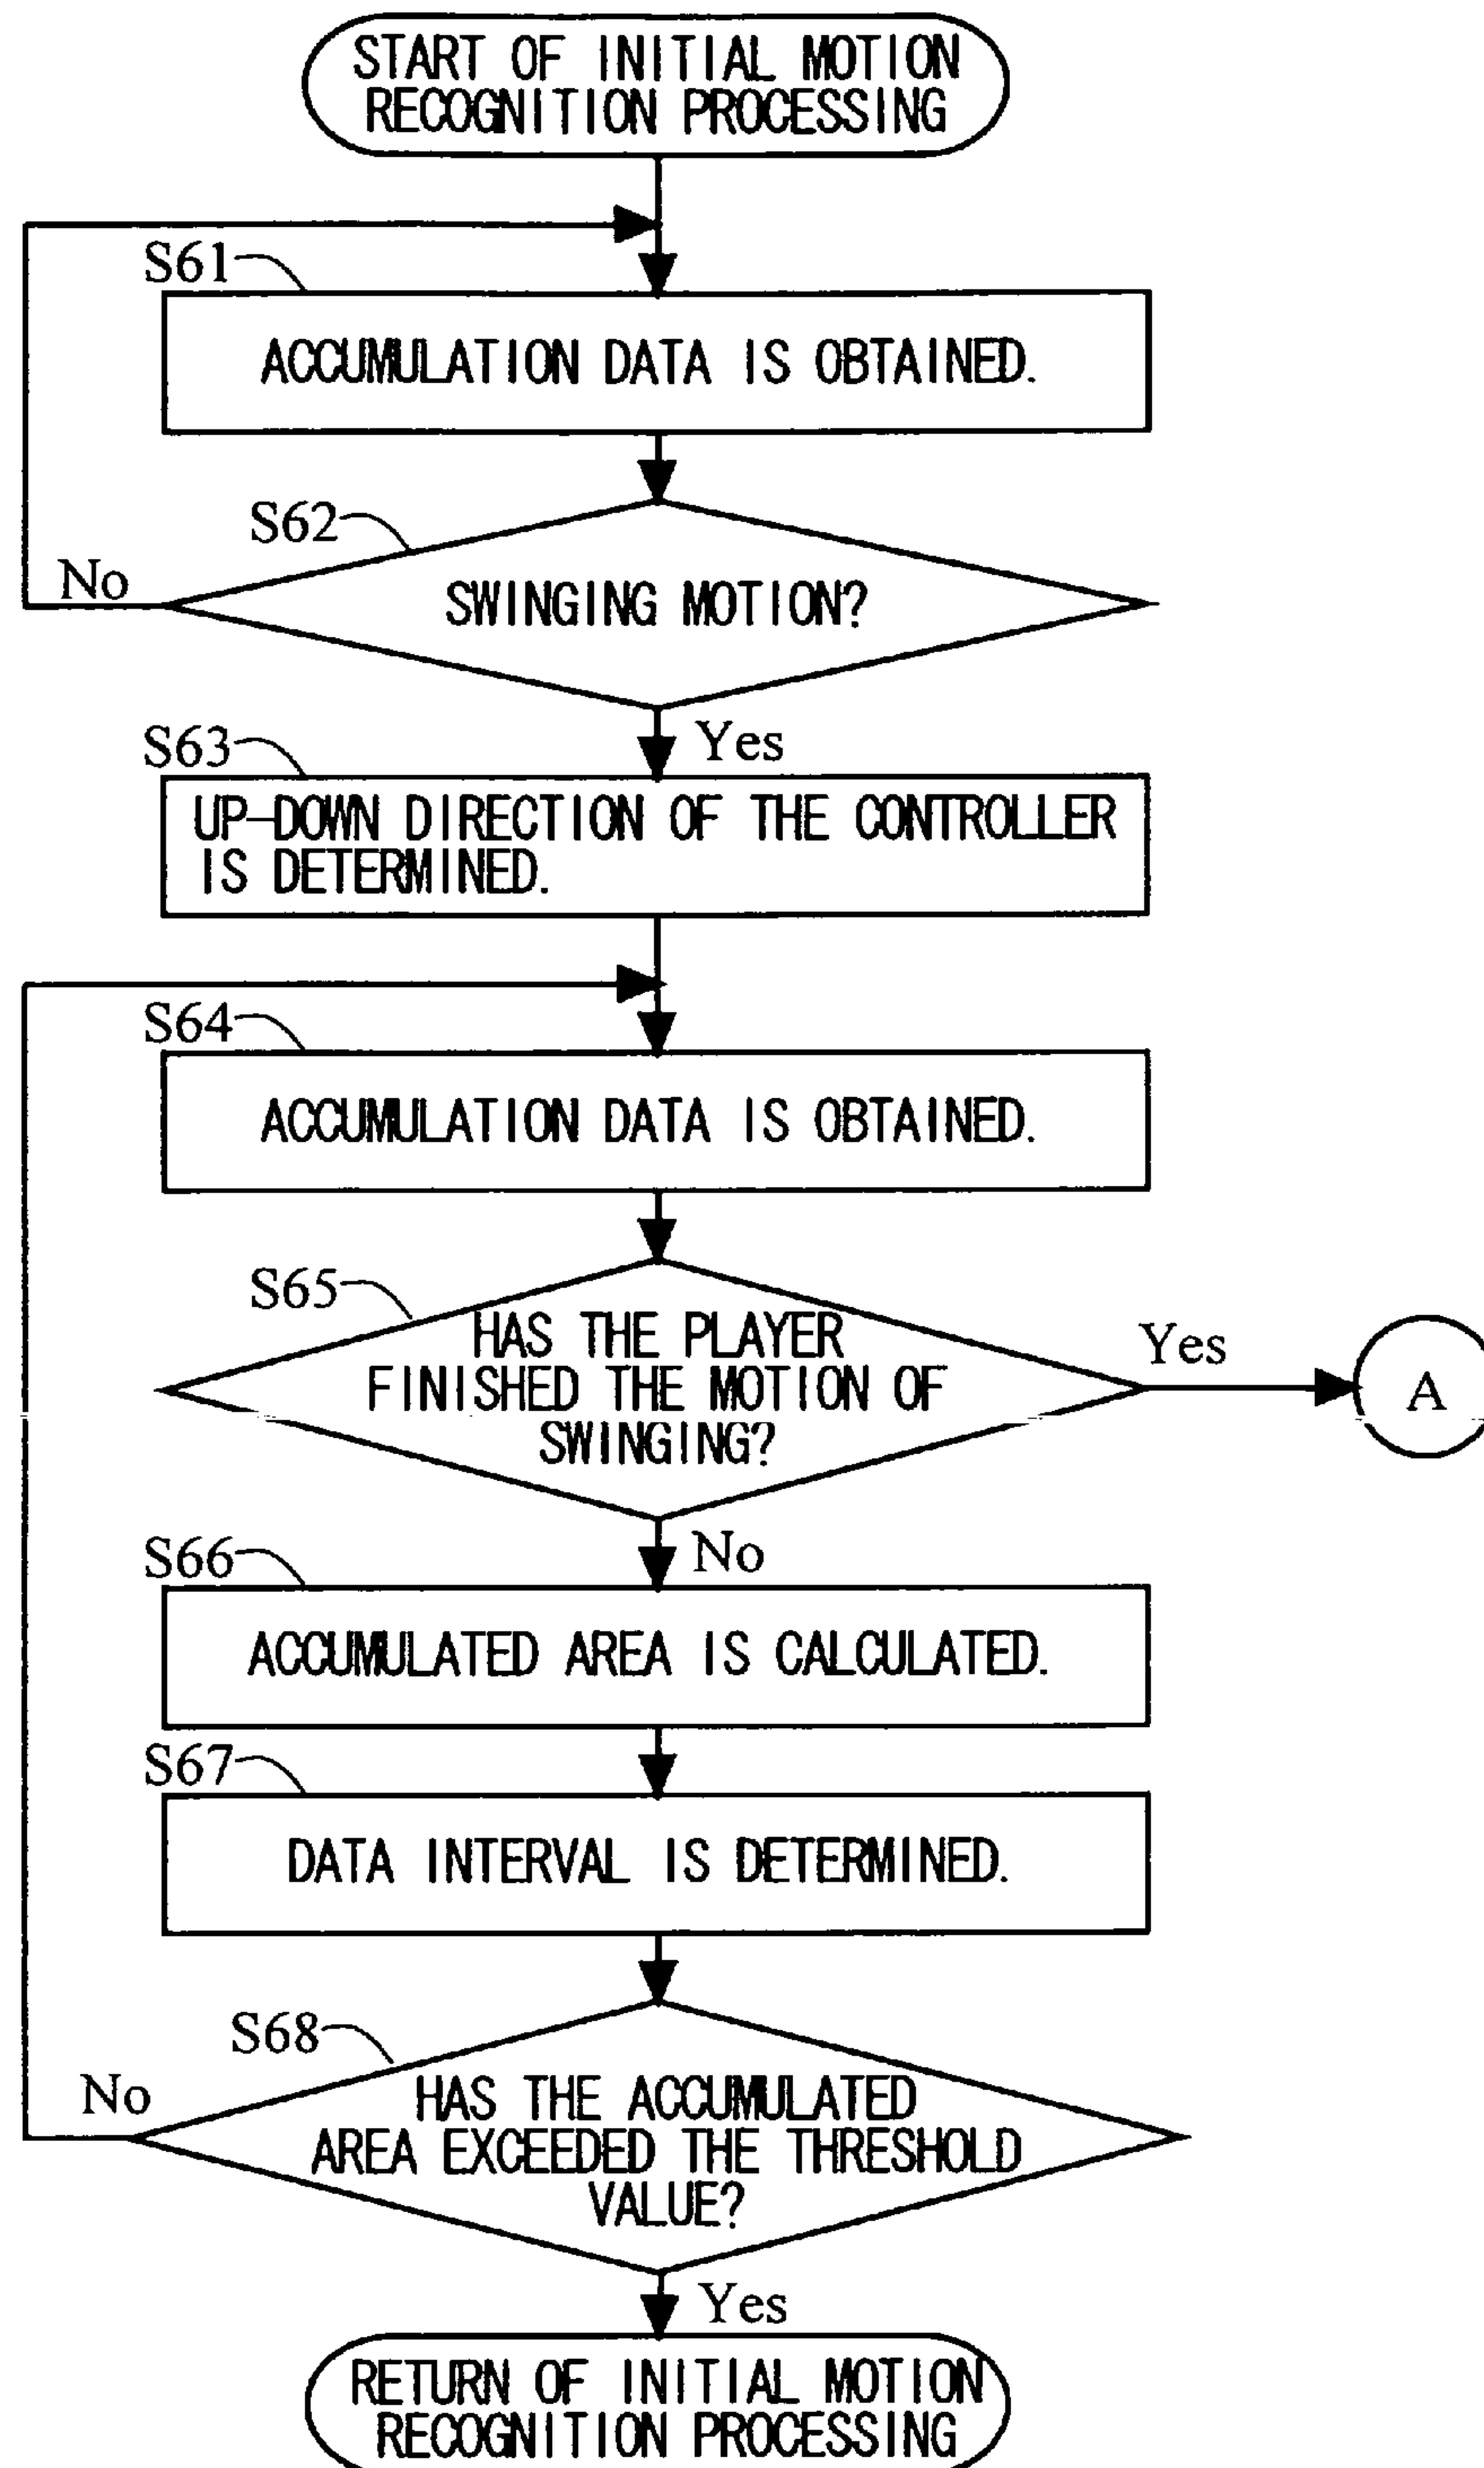 START OF INITIAL MOTION
RECOGNITION PROCESSING
S61
ACCUMULATION DATA IS OBTAINED.
S62
No
SWINGING MOTION?
Yes
S63
UP-DOWN DIRECTION OF THE CONTROLLER
IS DETERMINED.
S64
ACCUMULATION DATA IS OBTAINED.
S65
HAS THE PLAYER
FINISHED THE MOTION OF
SWINGING?
Yes
A
No
S66
ACCUMULATED AREA IS CALCULATED.
S67
DATA INTERVAL IS DETERMINED.
S68
No
HAS THE ACCUMULATED
AREA EXCEEDED THE THRESHOLD
VALUE?
Yes
RETURN OF INITIAL MOTION
RECOGNITION PROCESSING